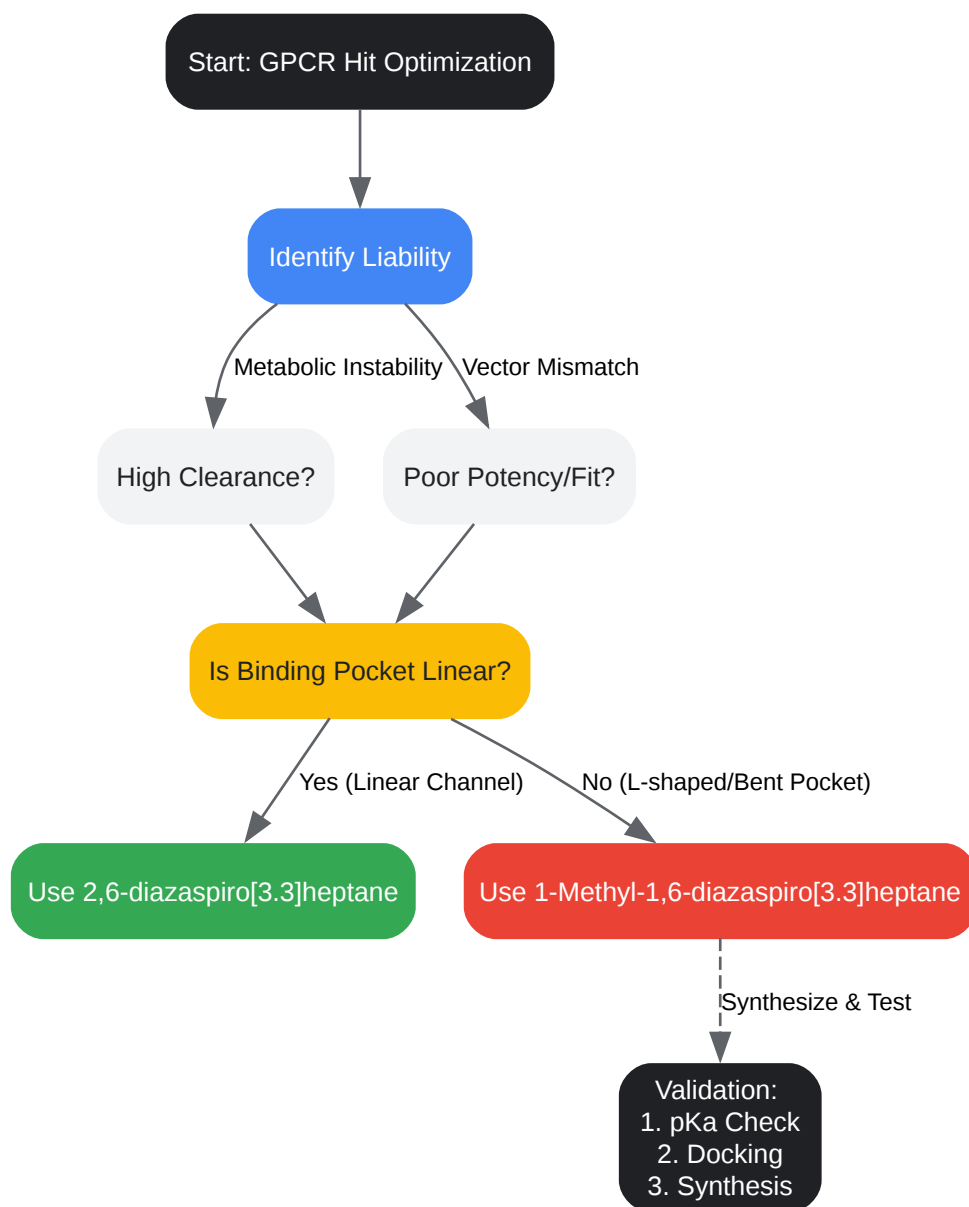 Start: GPCR Hit Optimization
Identify Liability
Metabolic Instability
Vector Mismatch
High Clearance?
Poor Potency/Fit?
Is Binding Pocket Linear?
Yes (Linear Channel)
No (L-shaped/Bent Pocket)
Use 2,6-diazaspiro[3.3]heptane
Use 1-Methyl-1,6-diazaspiro[3.3]heptane
Synthesize & Test
Validation:
1. pKa Check
2. Docking
3. Synthesis